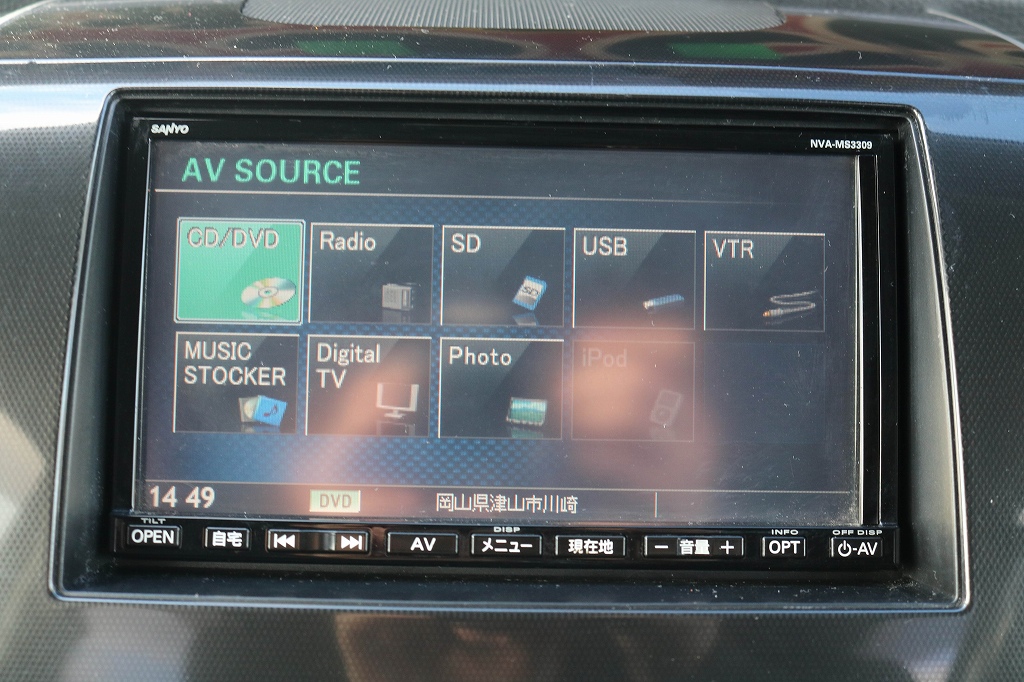 SANYO
NVA-MS3309
AV SOURCE
CD/DVD
Radio
SD
USB
VTR
MUSIC
STOCKER
Digital
TV
Photo
iPod
14 49
DVD
岡山県津山市川崎
TILT
OPEN
自宅
AV
DISP
メニュー
現在地
− 音量 +
INFO
OPT
OFF DISP
⏻-AV